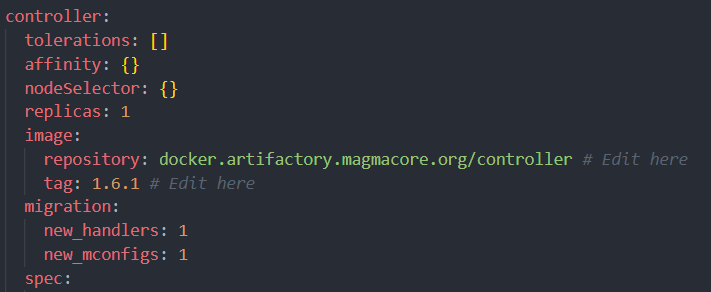 controller:
  tolerations: []
  affinity: {}
  nodeSelector: {}
  replicas: 1
  image:
    repository: docker.artifactory.magmacore.org/controller # Edit here
    tag: 1.6.1 # Edit here
  migration:
    new_handlers: 1
    new_mconfigs: 1
  spec: